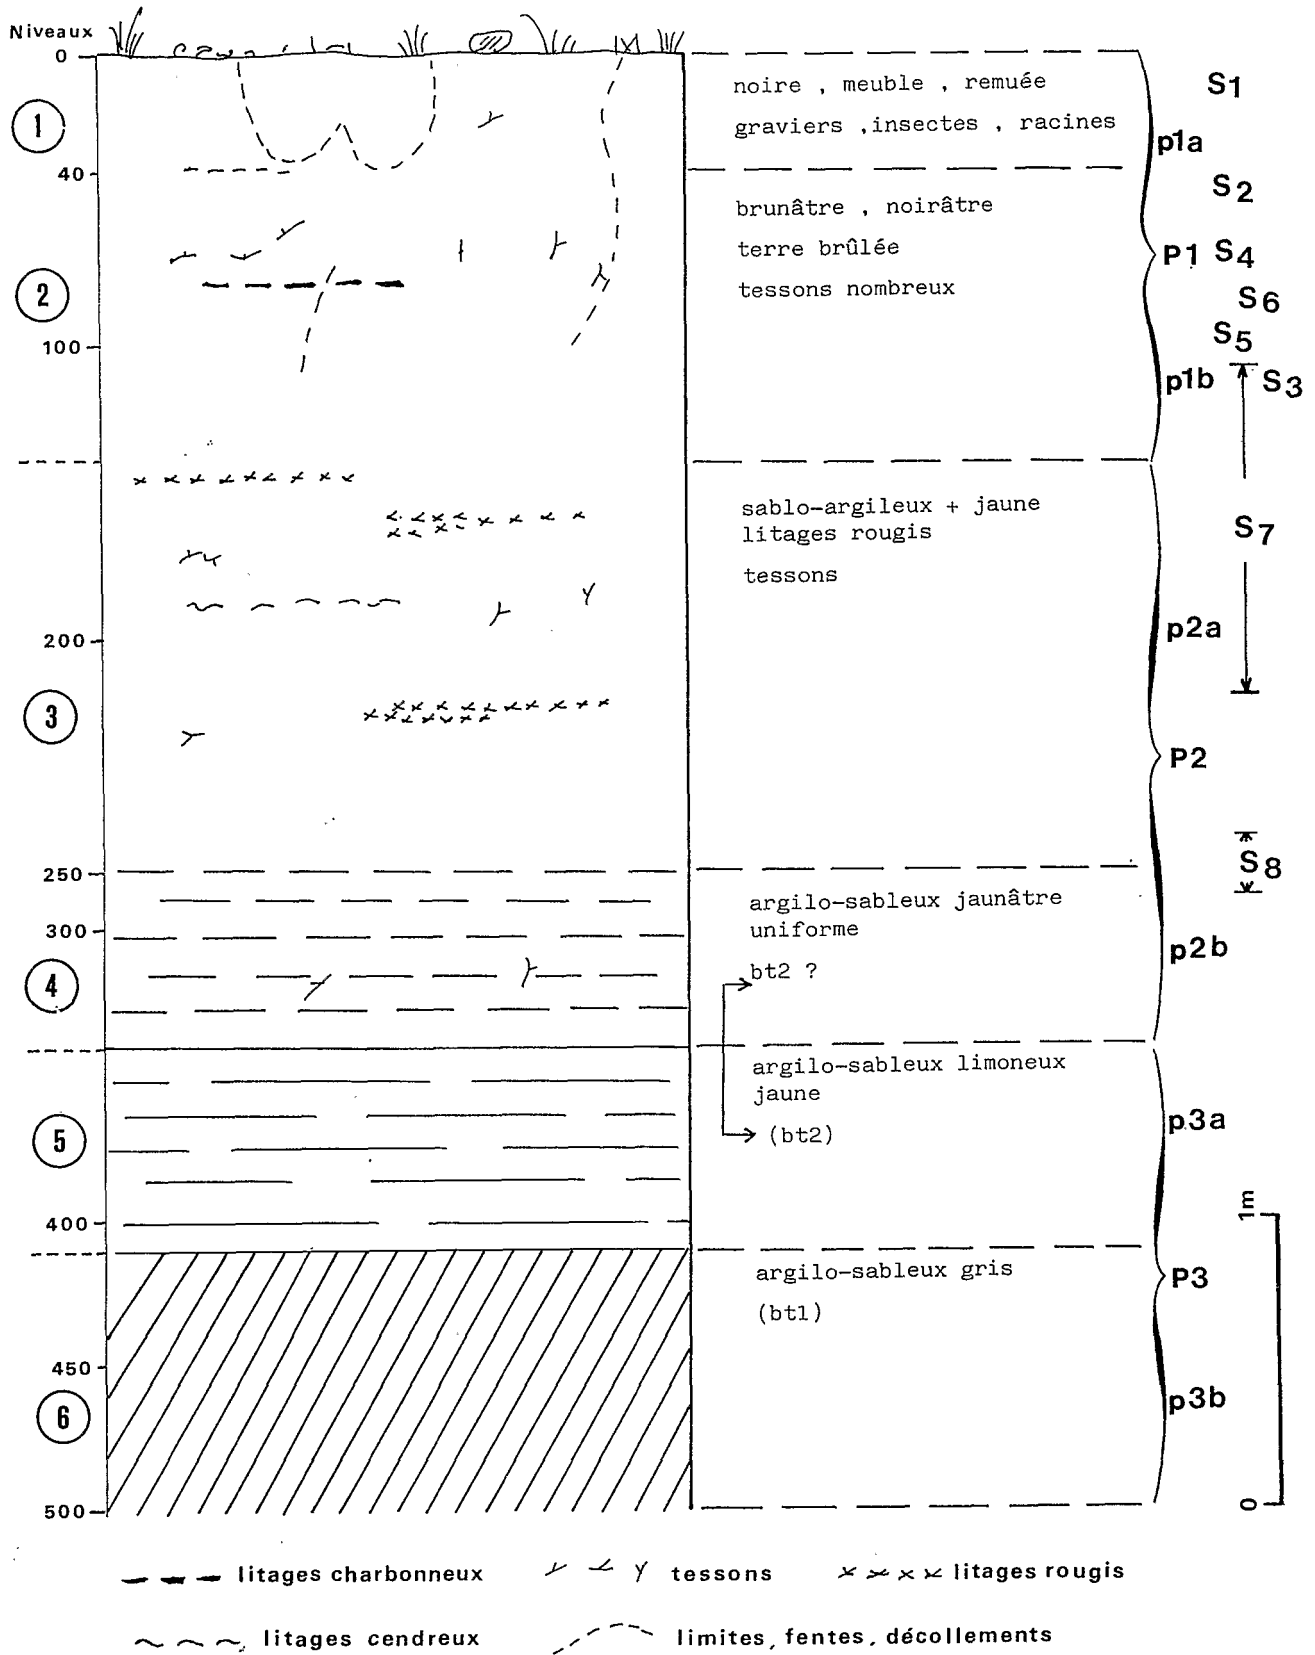 Niveaux
0
1
40
2
100
200
3
250
300
4
5
400
450
6
500
noire , meuble , remuée
graviers ,insectes , racines
brunâtre , noirâtre
terre brûlée
tessons nombreux
sablo-argileux + jaune
litages rougis
tessons
argilo-sableux jaunâtre
uniforme
bt2 ?
argilo-sableux limoneux
jaune
(bt2)
argilo-sableux gris
(bt1)
p1a
P1
p1b
p2a
P2
p2b
p3a
P3
p3b
S1
S2
S4
S6
S5
S3
S7
S8
1m
0
litages charbonneux
tessons
litages rougis
litages cendreux
limites, fentes, décollements